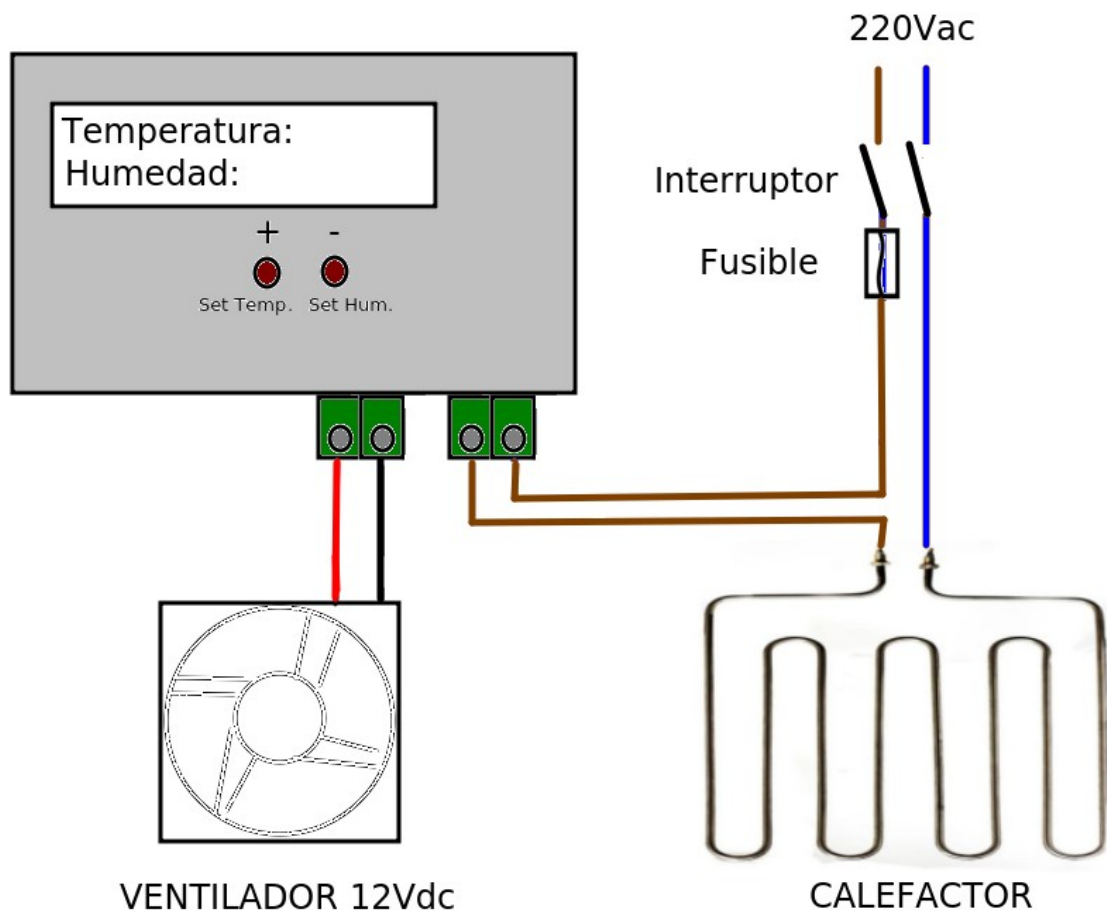 220Vac
Temperatura:
Humedad:
Interruptor
+ -
Fusible
Set Temp. Set Hum.
VENTILADOR 12Vdc
CALEFACTOR